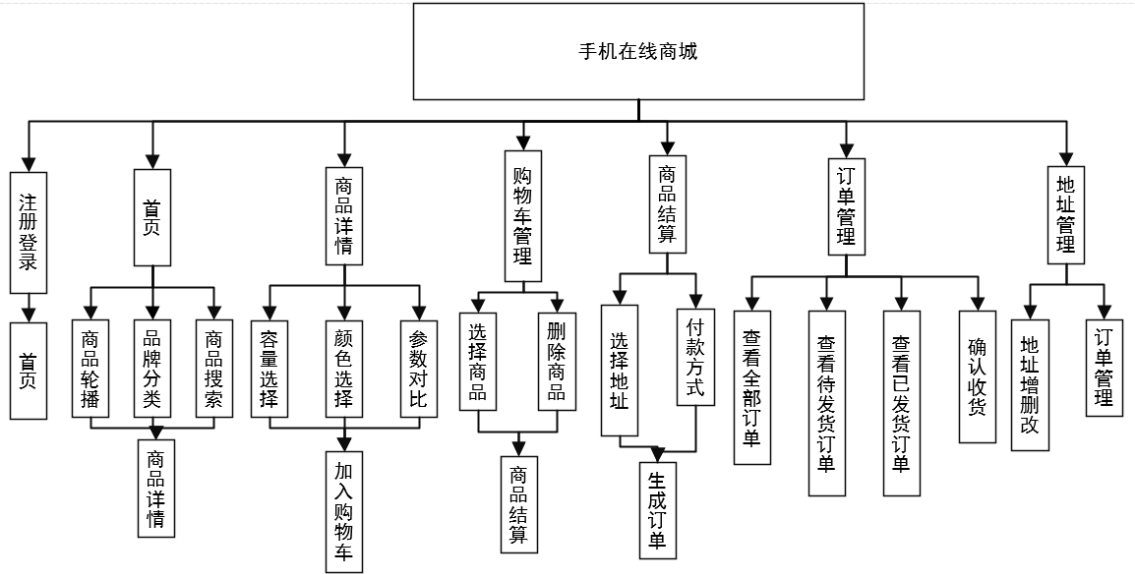 手机在线商城
注册登录
首页
商品详情
购物车管理
商品结算
订单管理
地址管理
首页
商品轮播
品牌分类
商品搜索
容量选择
颜色选择
参数对比
选择商品
删除商品
选择地址
付款方式
查看全部订单
查看待发货订单
查看已发货订单
确认收货
地址增删改
订单管理
商品详情
加入购物车
商品结算
生成订单